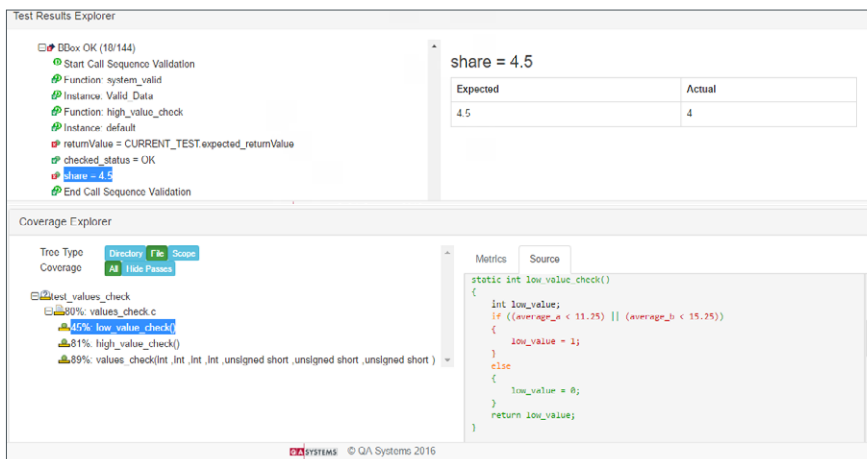 Test Results Explorer
BBox OK (18/144)
Start Call Sequence Validation
Function: system_valid
Instance: Valid_Data
Function: high_value_check
Instance: default
returnValue = CURRENT_TEST.expected_returnValue
checked_status = OK
share = 4.5
End Call Sequence Validation
share = 4.5
Expected Actual
4.5 4
Coverage Explorer
Tree Type Directory File Scope
Coverage All Hide Passes
test_values_check
80%: values_check.c
45%: low_value_check()
81%: high_value_check()
89%: values_check(int ,int ,int ,int ,unsigned short ,unsigned short ,unsigned short )
Metrics Source
static int low_value_check()
{
int low_value;
if ((average_a < 11.25) || (average_b < 15.25))
{
low_value = 1;
}
else
{
low_value = 0;
}
return low_value;
}
QA SYSTEMS © QA Systems 2016